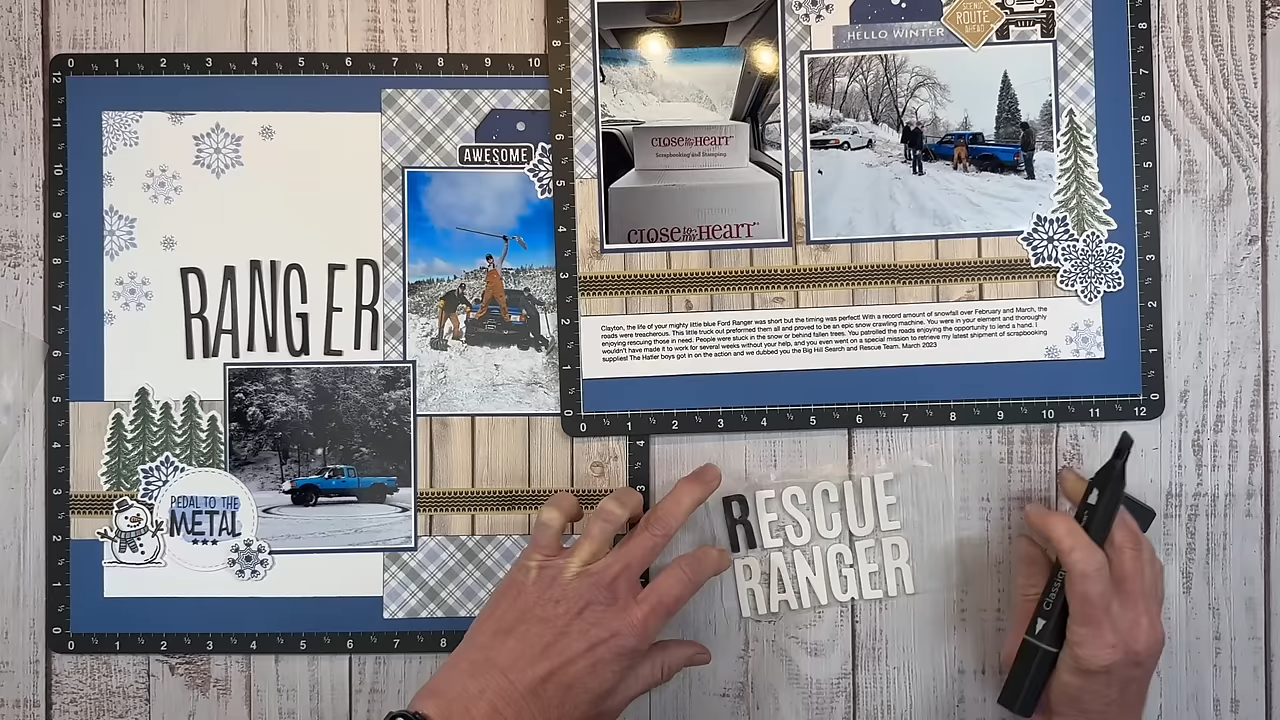 SCENIC
ROUTE
AHEAD
HELLO WINTER
AWESOME
CLOSE to my HEART
Scrapbooking and Stamping
CLOSE to my HEART
RANGER
Clayton, the life of your mighty little blue Ford Ranger was short but the timing was perfect! With a record amount of snowfall over February and March, the
roads were treacherous. This little truck out preformed them all and proved to be an epic snow crawling machine. You were in your element and thoroughly
enjoying rescuing those in need. People were stuck in the snow or behind fallen trees. You patrolled the roads enjoying the opportunity to lend a hand. I
wouldn't have made it to work for several weeks without your help, and you even went on a special mission to retrieve my latest shipment of scrapbooking
supplies! The Hatler boys got in on the action and we dubbed you the Big Hill Search and Rescue Team. March 2023
PEDAL TO THE
METAL
RESCUE
RANGER
Classic